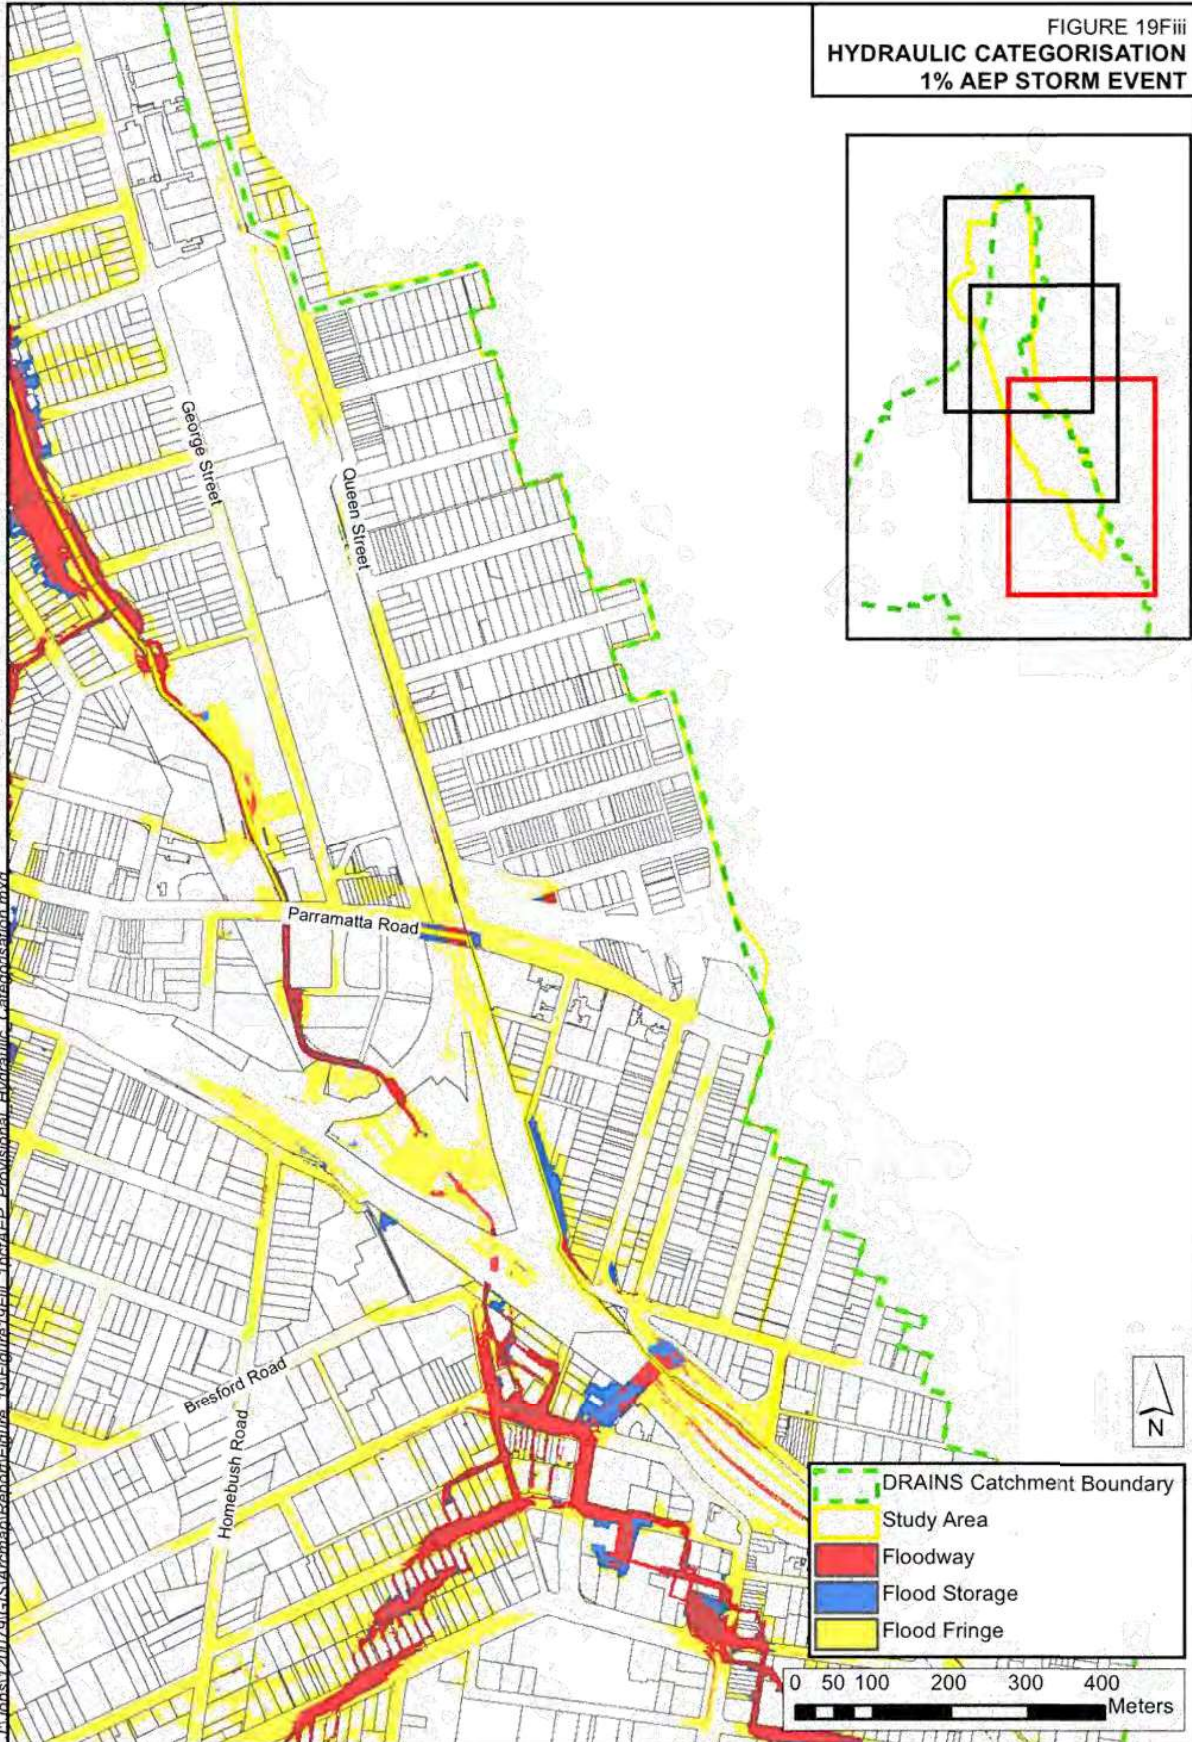 FIGURE 19Fiii
HYDRAULIC CATEGORISATION
1% AEP STORM EVENT
George Street
Queen Street
Parramatta Road
Bresford Road
Homebush Road
N
DRAINS Catchment Boundary
Study Area
Floodway
Flood Storage
Flood Fringe
0 50 100 200 300 400
Meters